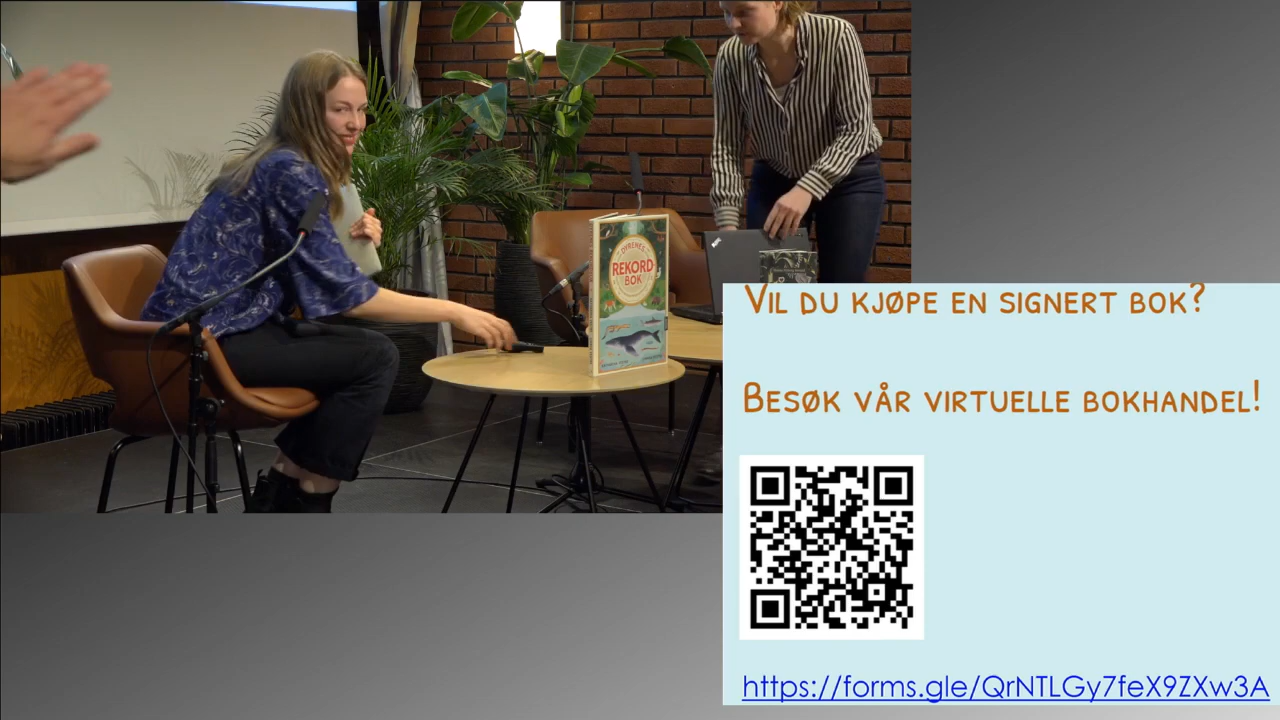 DYRENES
REKORD
BOK
VIL DU KJØPE EN SIGNERT BOK?
BESØK VÅR VIRTUELLE BOKHANDEL!
https://forms.gle/QrNTLGy7feX9ZXw3A